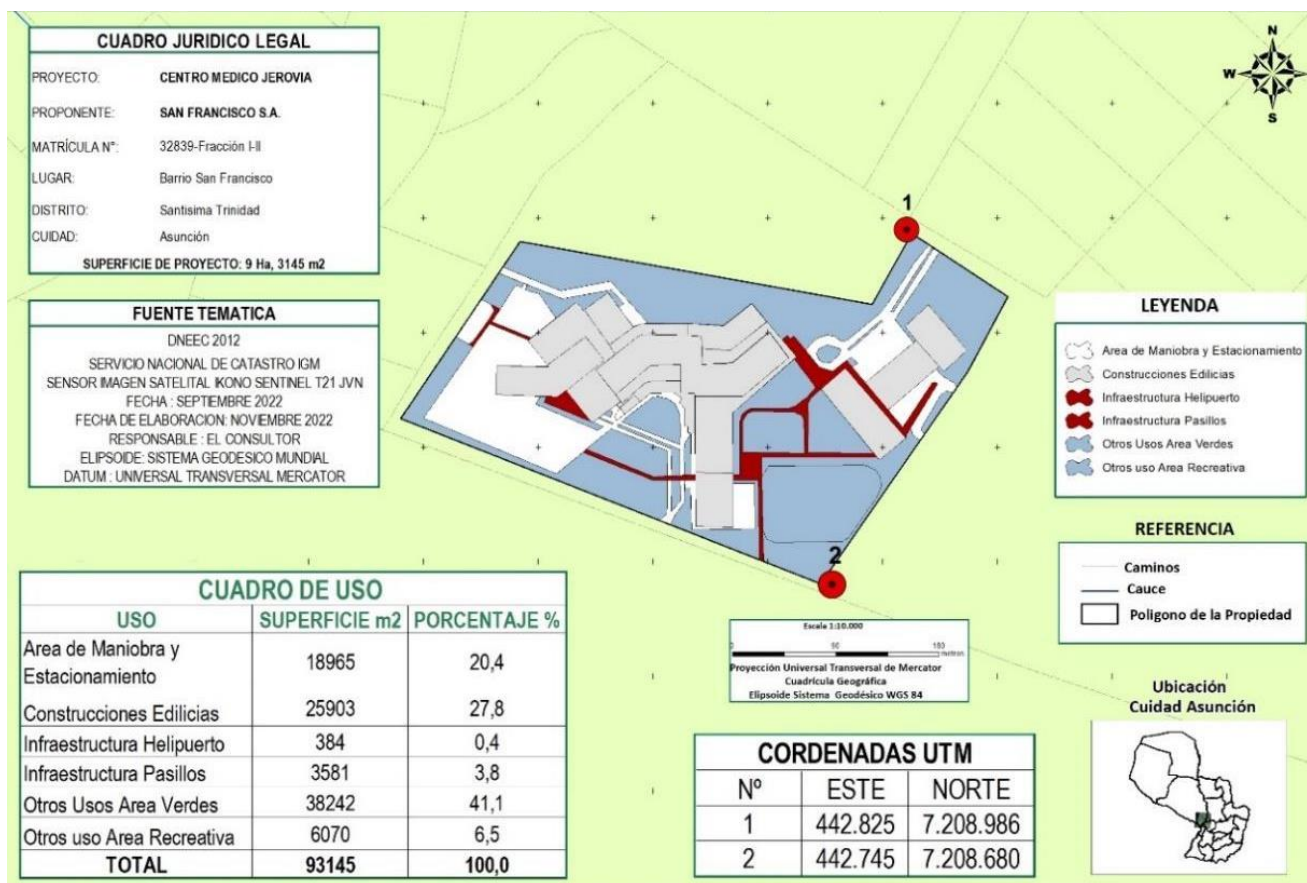 CUADRO JURIDICO LEGAL
PROYECTO: CENTRO MEDICO JEROVIA
PROPONENTE: SAN FRANCISCO S.A.
MATRÍCULA N°: 32839-Fracción I-II
LUGAR: Barrio San Francisco
DISTRITO: Santisima Trinidad
CUIDAD: Asunción
SUPERFICIE DE PROYECTO: 9 Ha, 3145 m2
FUENTE TEMATICA
DNEEC 2012
SERVICIO NACIONAL DE CATASTRO IGM
SENSOR IMAGEN SATELITAL IKONO SENTINEL T21 JVN
FECHA : SEPTIEMBRE 2022
FECHA DE ELABORACION: NOVIEMBRE 2022
RESPONSABLE : EL CONSULTOR
ELIPSOIDE: SISTEMA GEODESICO MUNDIAL
DATUM : UNIVERSAL TRANSVERSAL MERCATOR
N
W E
S
1
2
LEYENDA
Area de Maniobra y Estacionamiento
Construcciones Edilicias
Infraestructura Helipuerto
Infraestructura Pasillos
Otros Usos Area Verdes
Otros uso Area Recreativa
REFERENCIA
Caminos
Cauce
Poligono de la Propiedad
CUADRO DE USO
USO SUPERFICIE m2 PORCENTAJE %
Area de Maniobra y
Estacionamiento 18965 20,4
Construcciones Edilicias 25903 27,8
Infraestructura Helipuerto 384 0,4
Infraestructura Pasillos 3581 3,8
Otros Usos Area Verdes 38242 41,1
Otros uso Area Recreativa 6070 6,5
TOTAL 93145 100,0
Escala 1:10.000
0 90 180
metros
Proyección Universal Transversal de Mercator
Cuadrícula Geográfica
Elipsoide Sistema Geodésico WGS 84
CORDENADAS UTM
Nº ESTE NORTE
1 442.825 7.208.986
2 442.745 7.208.680
Ubicación
Cuidad Asunción